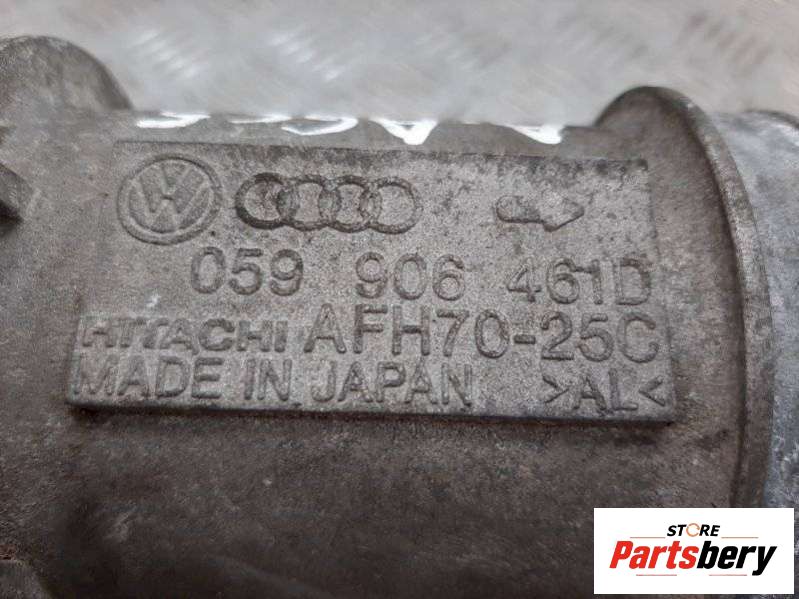 059 906 461D
HITACHI AFH70-25C
MADE IN JAPAN >AL<
STORE
Partsbery